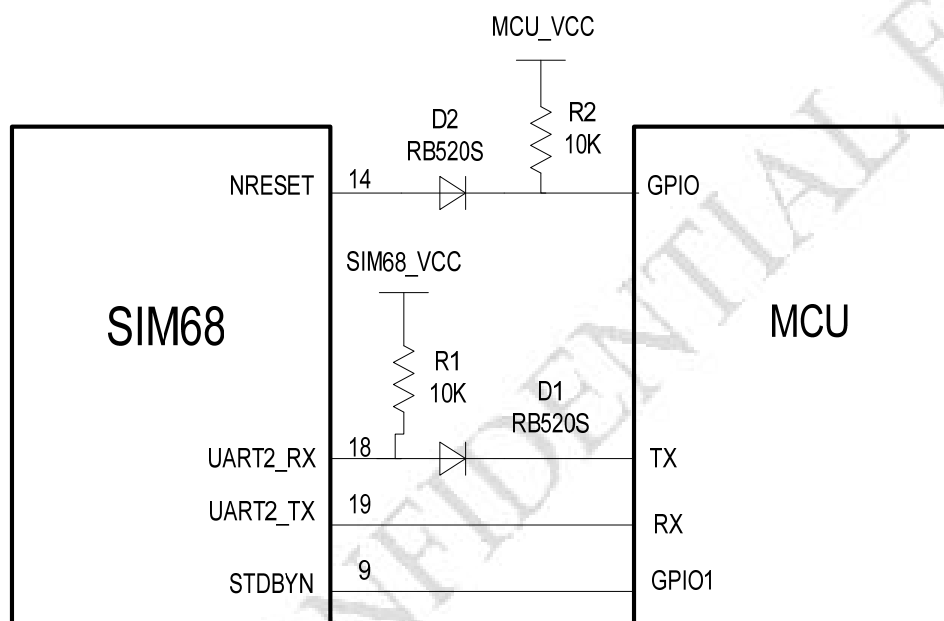 MCU_VCC
R2
10K
D2
RB520S
NRESET
14
GPIO
SIM68_VCC
SIM68
MCU
R1
10K
D1
RB520S
UART2_RX
18
TX
UART2_TX
19
RX
STDBYN
9
GPIO1
NFIDENTIAL F